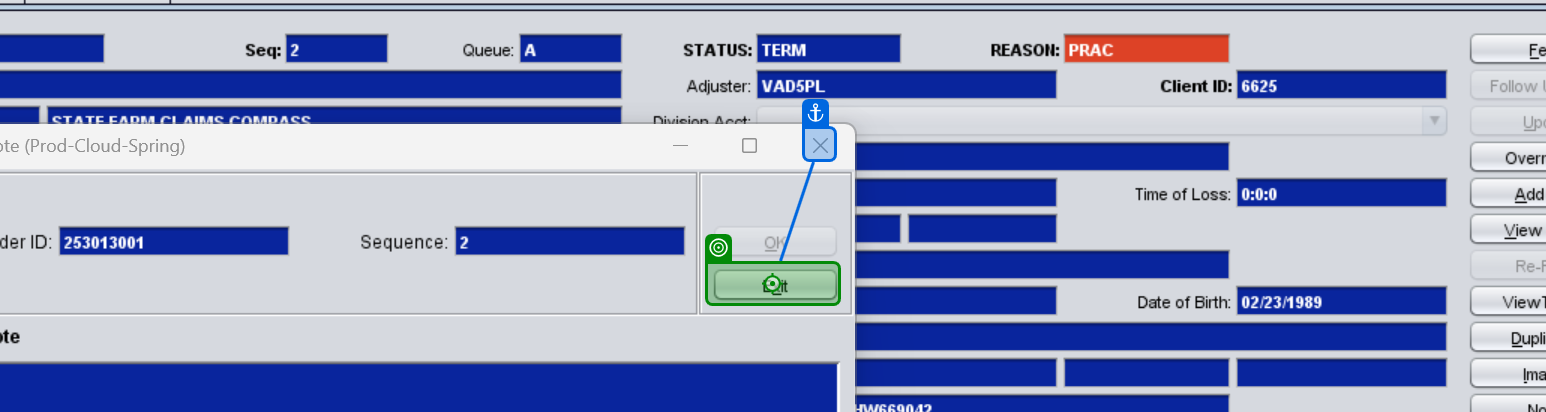 Seq: 2 Queue: A STATUS: TERM REASON: PRAC
Adjuster: VAD5PL Client ID: 6625 Follow
STATE FARM CLAIMS COMPASS Division Acct:
ote (Prod-Cloud-Spring) Overr
Time of Loss: 0:0:0 Add
der ID: 253013001 Sequence: 2 OK View
Exit Re-F
Date of Birth: 02/23/1989 ViewT
ote Dupli
Ima
HW669042 No